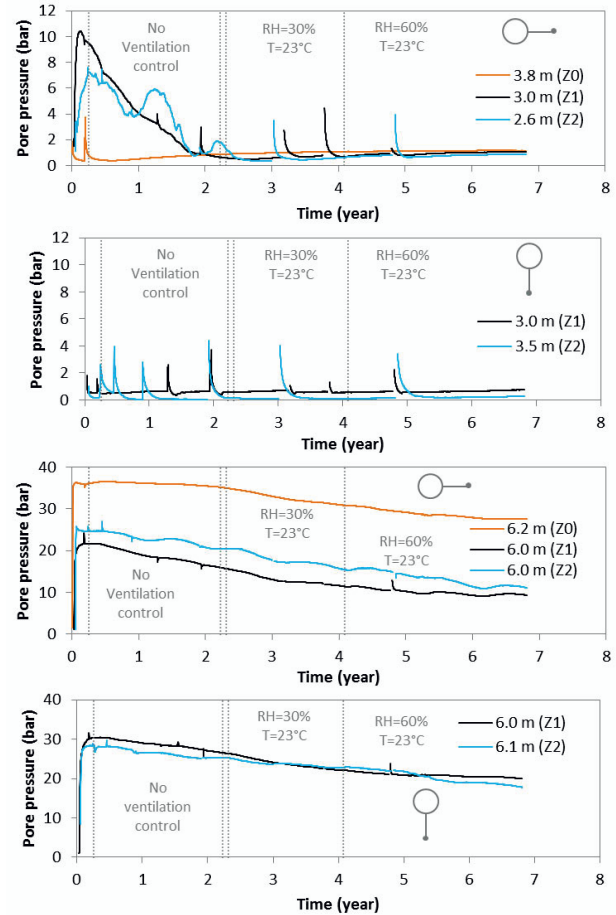 Pore pressure (bar)
12
10
8
6
4
2
0
No
Ventilation
control
RH=30%
T=23°C
RH=60%
T=23°C
3.8 m (Z0)
3.0 m (Z1)
2.6 m (Z2)
0 1 2 3 4 5 6 7 8
Time (year)
Pore pressure (bar)
12
10
8
6
4
2
0
No
Ventilation
control
RH=30%
T=23°C
RH=60%
T=23°C
3.0 m (Z1)
3.5 m (Z2)
0 1 2 3 4 5 6 7 8
Time (year)
Pore pressure (bar)
40
30
20
10
0
No
Ventilation
control
RH=30%
T=23°C
RH=60%
T=23°C
6.2 m (Z0)
6.0 m (Z1)
6.0 m (Z2)
0 1 2 3 4 5 6 7 8
Time (year)
Pore pressure (bar)
40
30
20
10
0
No
ventilation
control
RH=30%
T=23°C
RH=60%
T=23°C
6.0 m (Z1)
6.1 m (Z2)
0 1 2 3 4 5 6 7 8
Time (year)